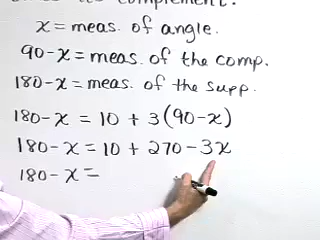 its complement.
x = meas. of angle.
90-x = meas. of the comp.
180-x = meas. of the supp.
180-x = 10 + 3(90-x)
180-x = 10 + 270 - 3x
180-x =